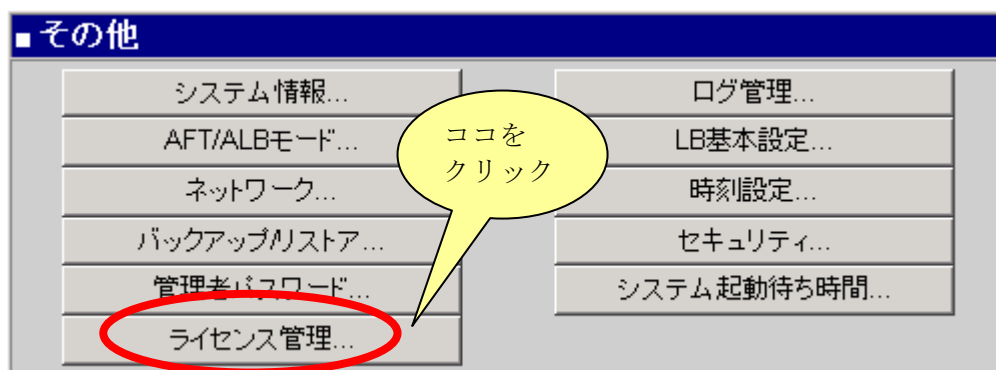 ■その他
システム情報...
AFT/ALBモード...
ネットワーク...
バックアップ/リストア...
管理者パスワード...
ライセンス管理...
ログ管理...
LB基本設定...
時刻設定...
セキュリティ...
システム起動待ち時間...
ココを
クリック